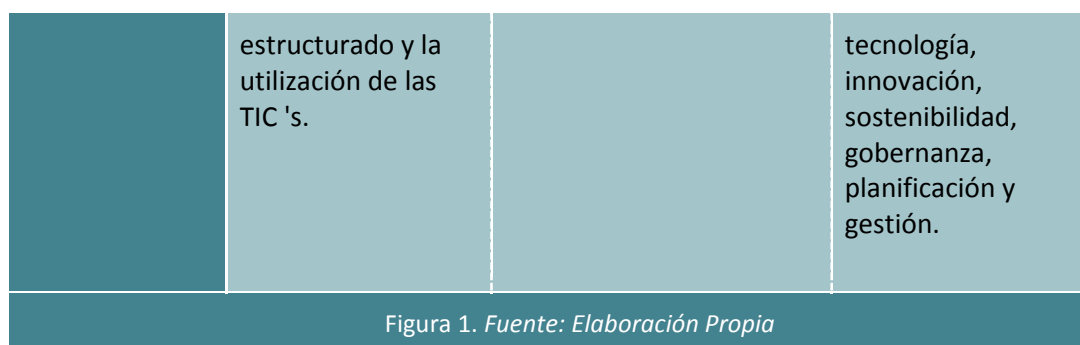 estructurado y la
utilización de las
TIC 's.
tecnología,
innovación,
sostenibilidad,
gobernanza,
planificación y
gestión.
Figura 1. Fuente: Elaboración Propia